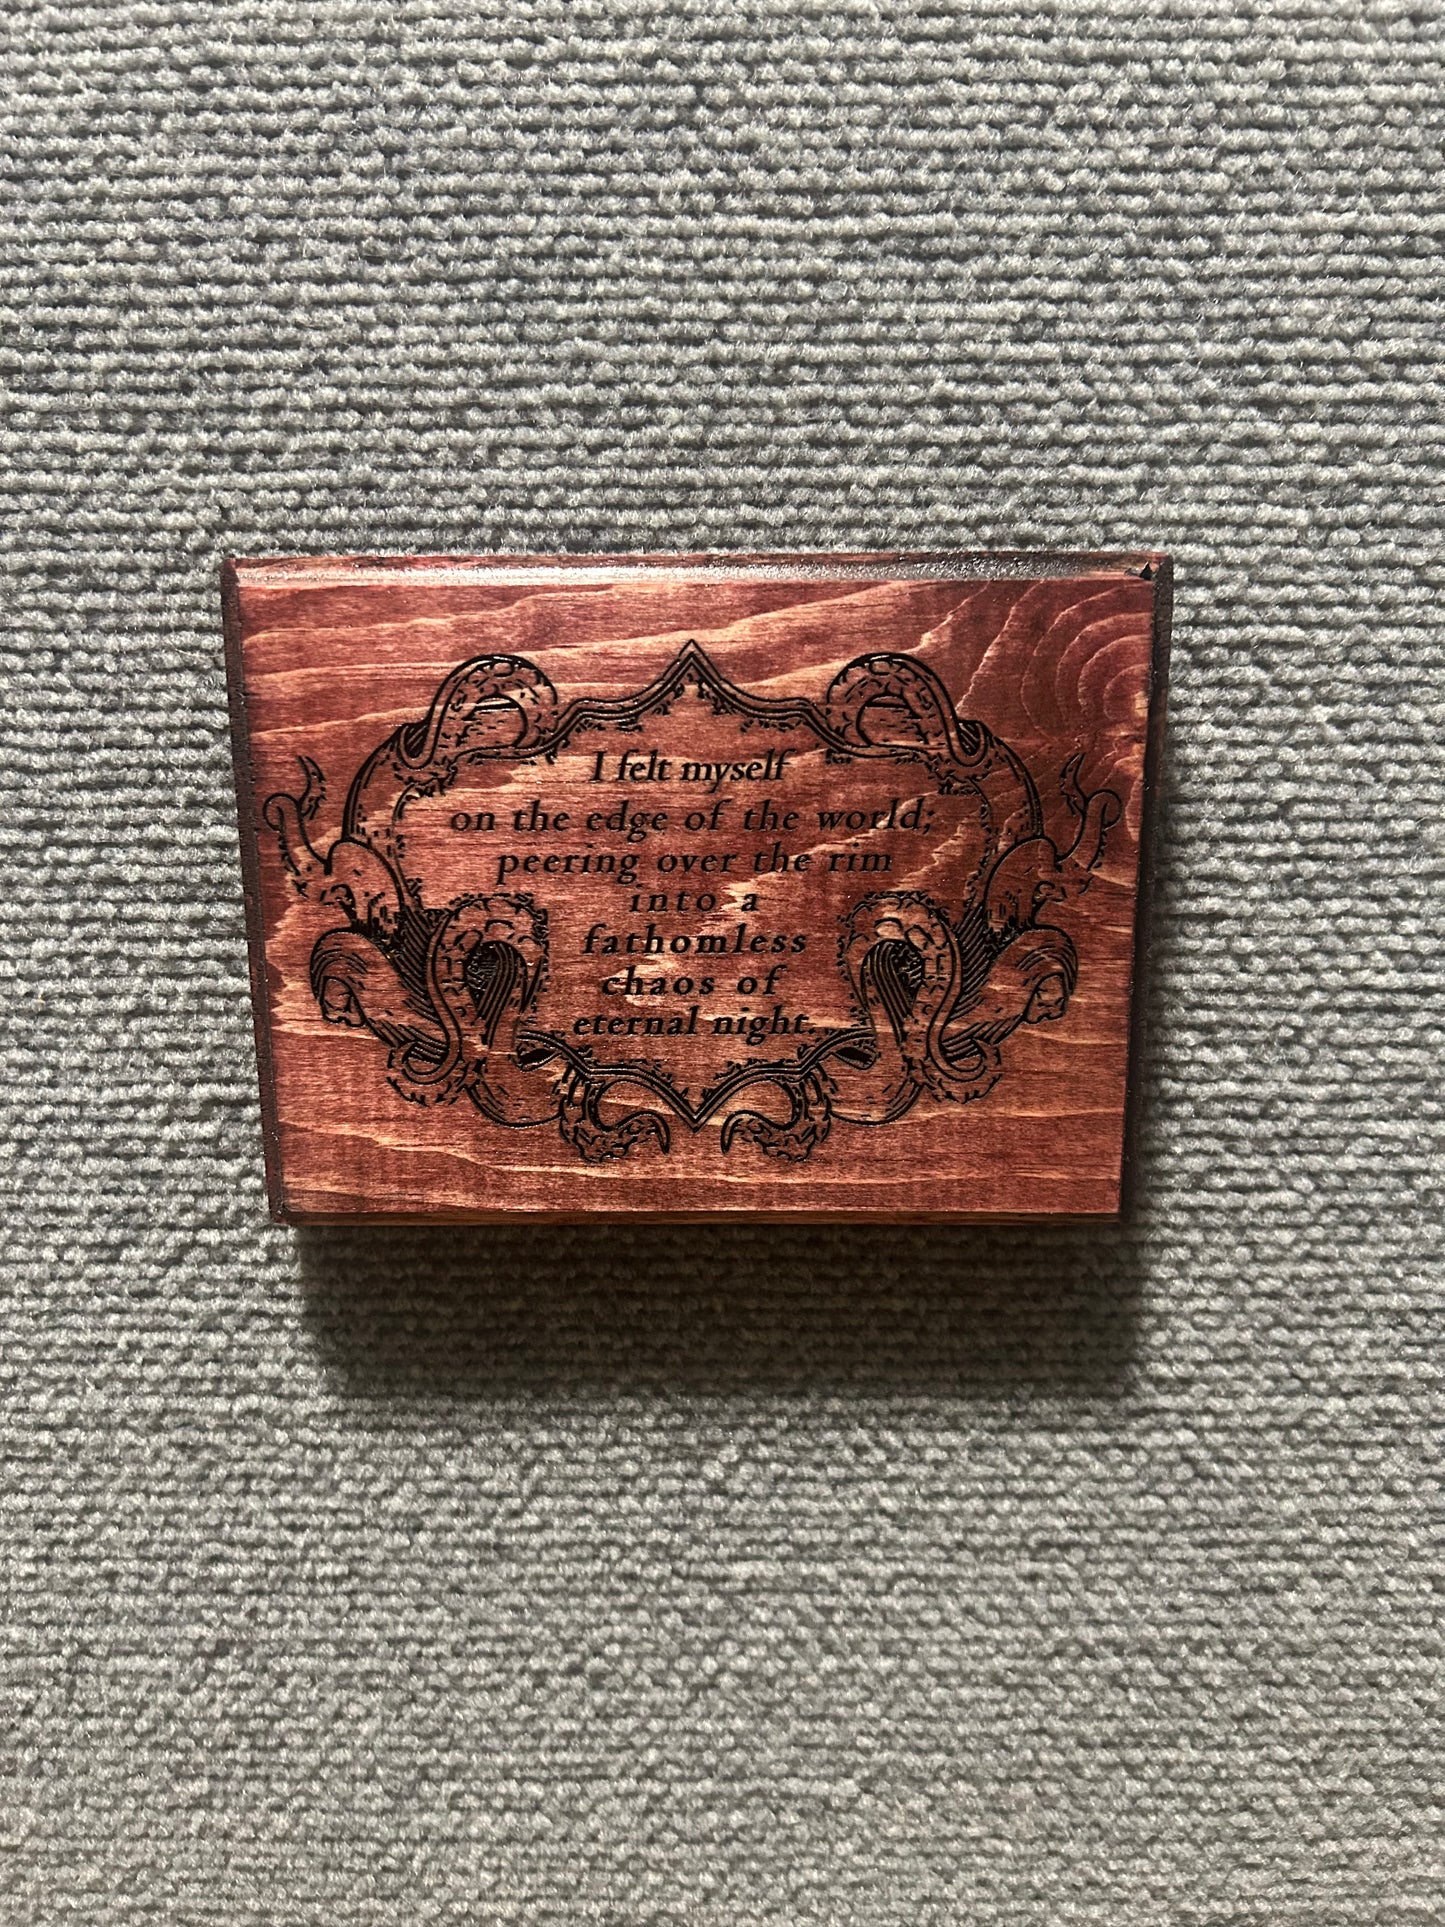 I felt myself
on the edge of the world;
peering over the rim
into a
fathomless
chaos of
eternal night.